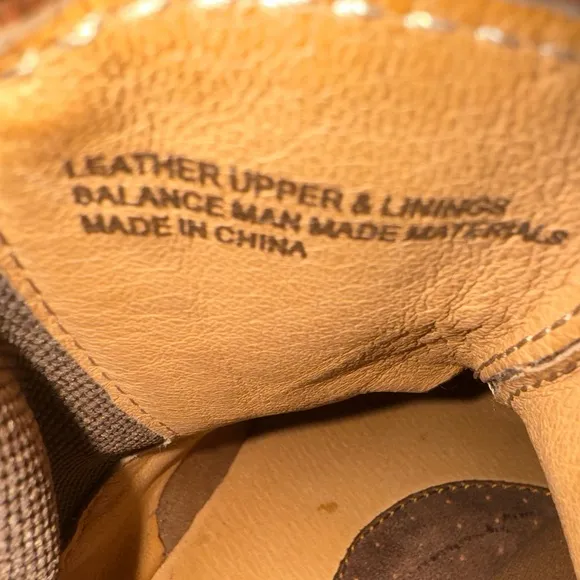 LEATHER UPPER & LININGS
BALANCE MAN MADE MATERIALS
MADE IN CHINA